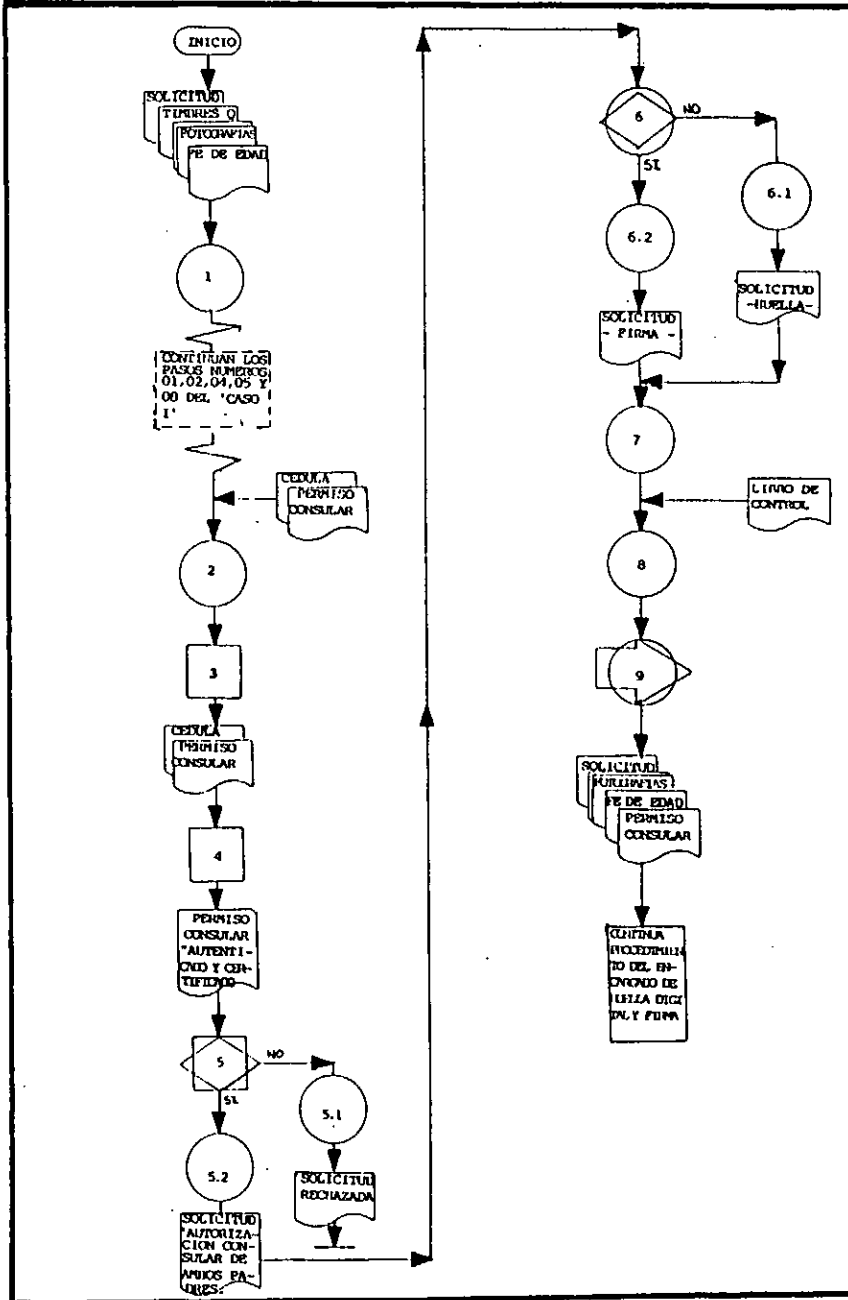 INICIO
SOLICITUD
TIMBRES Q
FOTOGRAFIAS
FE DE EDAD
1
CONTINUAN LOS
PASOS NUMEROS
01,02,04,05 Y
00 DEL 'CASO
I'
CEDULA
PERMISO
CONSULAR
2
3
CEDULA
PERMISO
CONSULAR
4
PERMISO
CONSULAR
"AUTENTI-
CADO Y CER-
TIFICADO
5
NO
SI
5.1
5.2
SOLICITUD
RECHAZADA
SOLICITUD
"AUTORIZA-
CION CON-
SULAR DE
AMBOS PA-
DRES.
6
NO
SI
6.1
6.2
SOLICITUD
-HUELLA-
SOLICITUD
- FIRMA -
7
LIBRO DE
CONTROL
8
9
SOLICITUD
FOTOGRAFIAS
FE DE EDAD
PERMISO
CONSULAR
CONTINUA
PROCEDIMIEN
TO DEL EN-
CARGADO DE
HUELLA DIGI
TAL Y FIRMA